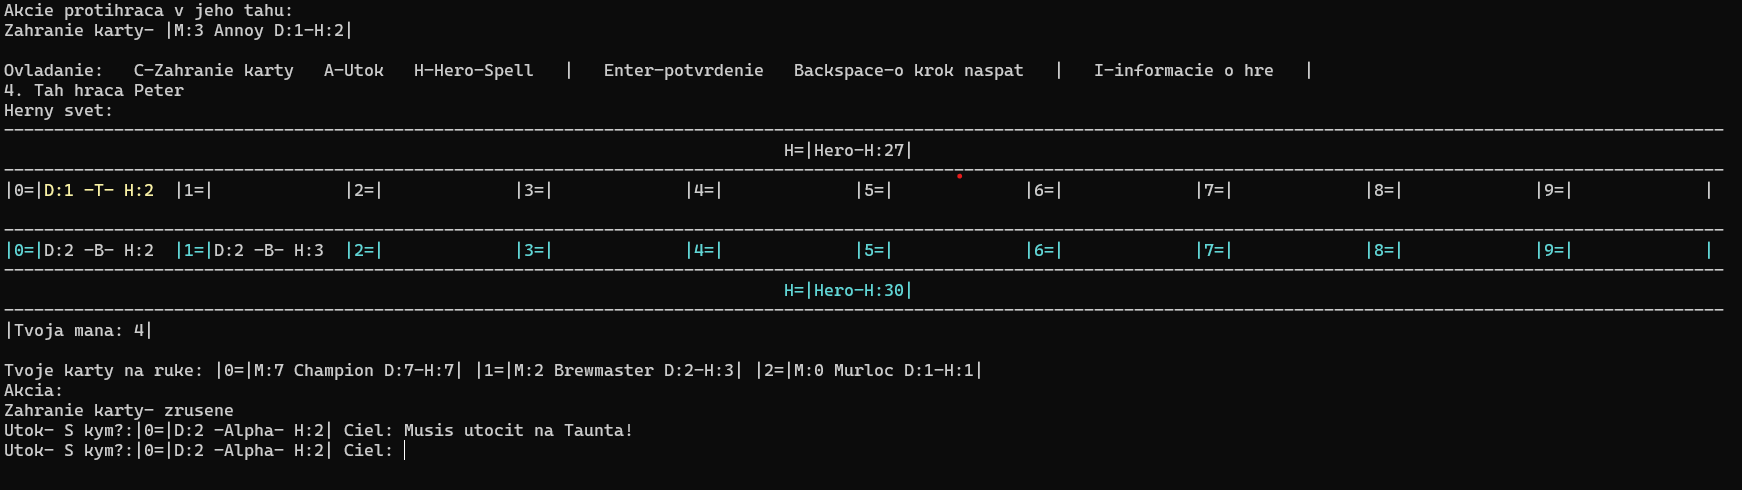 Akcie protihraca v jeho tahu:
Zahranie karty- |M:3 Annoy D:1-H:2|
Ovladanie:   C-Zahranie karty   A-Utok   H-Hero-Spell   |   Enter-potvrdenie   Backspace-o krok naspat   |   I-informacie o hre   |
4. Tah hraca Peter
Herny svet:
H=|Hero-H:27|
|0=|D:1 -T- H:2  |1=|             |2=|             |3=|             |4=|             |5=|             |6=|             |7=|             |8=|             |9=|             |
|0=|D:2 -B- H:2  |1=|D:2 -B- H:3  |2=|             |3=|             |4=|             |5=|             |6=|             |7=|             |8=|             |9=|             |
H=|Hero-H:30|
|Tvoja mana: 4|
Tvoje karty na ruke: |0=|M:7 Champion D:7-H:7| |1=|M:2 Brewmaster D:2-H:3| |2=|M:0 Murloc D:1-H:1|
Akcia:
Zahranie karty- zrusene
Utok- S kym?:|0=|D:2 -Alpha- H:2| Ciel: Musis utocit na Taunta!
Utok- S kym?:|0=|D:2 -Alpha- H:2| Ciel: